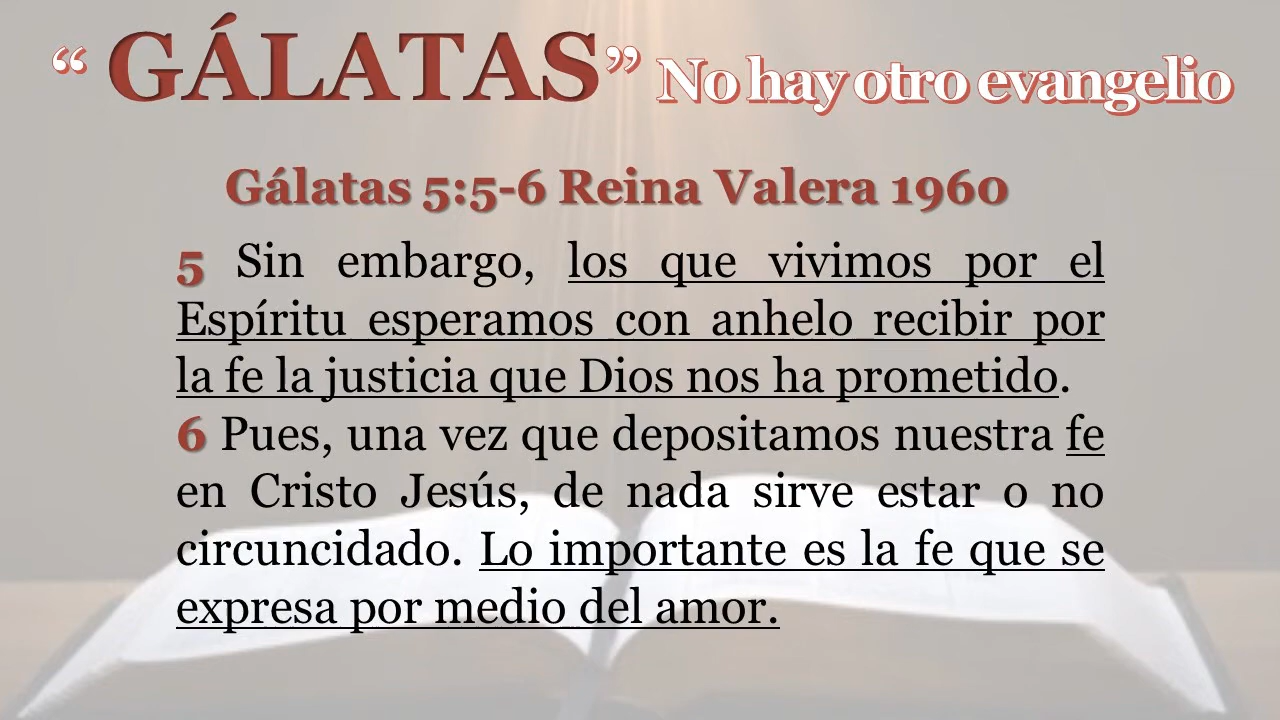 “ GÁLATAS” No hay otro evangelio
Gálatas 5:5-6 Reina Valera 1960
5 Sin embargo, los que vivimos por el
Espíritu esperamos con anhelo recibir por
la fe la justicia que Dios nos ha prometido.
6 Pues, una vez que depositamos nuestra fe
en Cristo Jesús, de nada sirve estar o no
circuncidado. Lo importante es la fe que se
expresa por medio del amor.